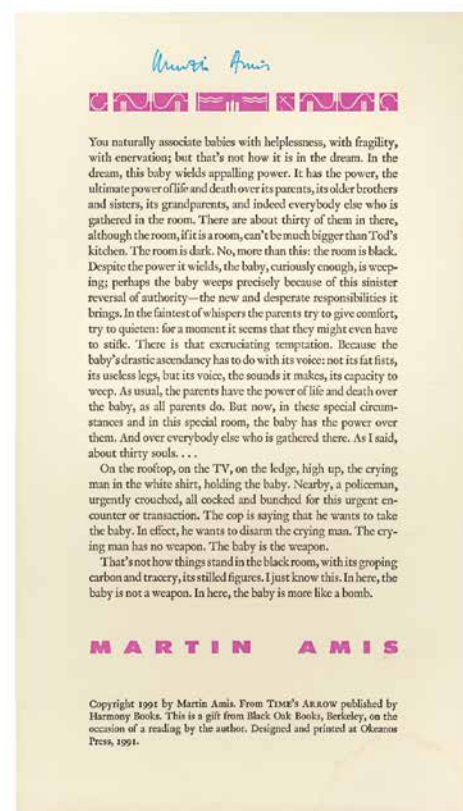 Martin Amis
You naturally associate babies with helplessness, with fragility,
with enervation; but that's not how it is in the dream. In the
dream, this baby wields appalling power. It has the power, the
ultimate power of life and death over its parents, its older brothers
and sisters, its grandparents, and indeed everybody else who is
gathered in the room. There are about thirty of them in there,
although the room, if it is a room, can't be much bigger than Tod's
kitchen. The room is dark. No, more than this: the room is black.
Despite the power it wields, the baby, curiously enough, is weep-
ing; perhaps the baby weeps precisely because of this sinister
reversal of authority—the new and desperate responsibilities it
brings. In the faintest of whispers the parents try to give comfort,
try to quieten: for a moment it seems that they might even have
to stifle. There is that excruciating temptation. Because the
baby's drastic ascendancy has to do with its voice: not its fat fists,
its useless legs, but its voice, the sounds it makes, its capacity to
weep. As usual, the parents have the power of life and death over
the baby, as all parents do. But now, in these special circum-
stances and in this special room, the baby has the power over
them. And over everybody else who is gathered there. As I said,
about thirty souls. . . .
On the rooftop, on the TV, on the ledge, high up, the crying
man in the white shirt, holding the baby. Nearby, a policeman,
urgently crouched, all cocked and bunched for this urgent en-
counter or transaction. The cop is saying that he wants to take
the baby. In effect, he wants to disarm the crying man. The cry-
ing man has no weapon. The baby is the weapon.
That's not how things stand in the black room, with its groping
carbon and tracery, its stilled figures. I just know this. In here, the
baby is not a weapon. In here, the baby is more like a bomb.
MARTIN AMIS
Copyright 1991 by Martin Amis. From TIME'S ARROW published by
Harmony Books. This is a gift from Black Oak Books, Berkeley, on the
occasion of a reading by the author. Designed and printed at Okeanos
Press, 1991.